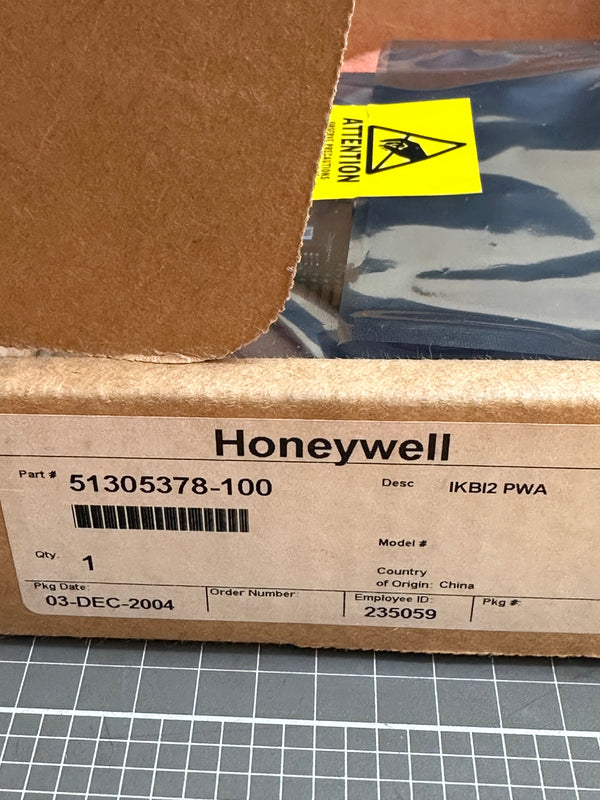 ATTENTION
Honeywell
Part # 51305378-100
Desc IKBI2 PWA
Qty. 1
Model #
Country
of Origin: China
Pkg Date:
03-DEC-2004
Order Number:
Employee ID:
235059
Pkg #: